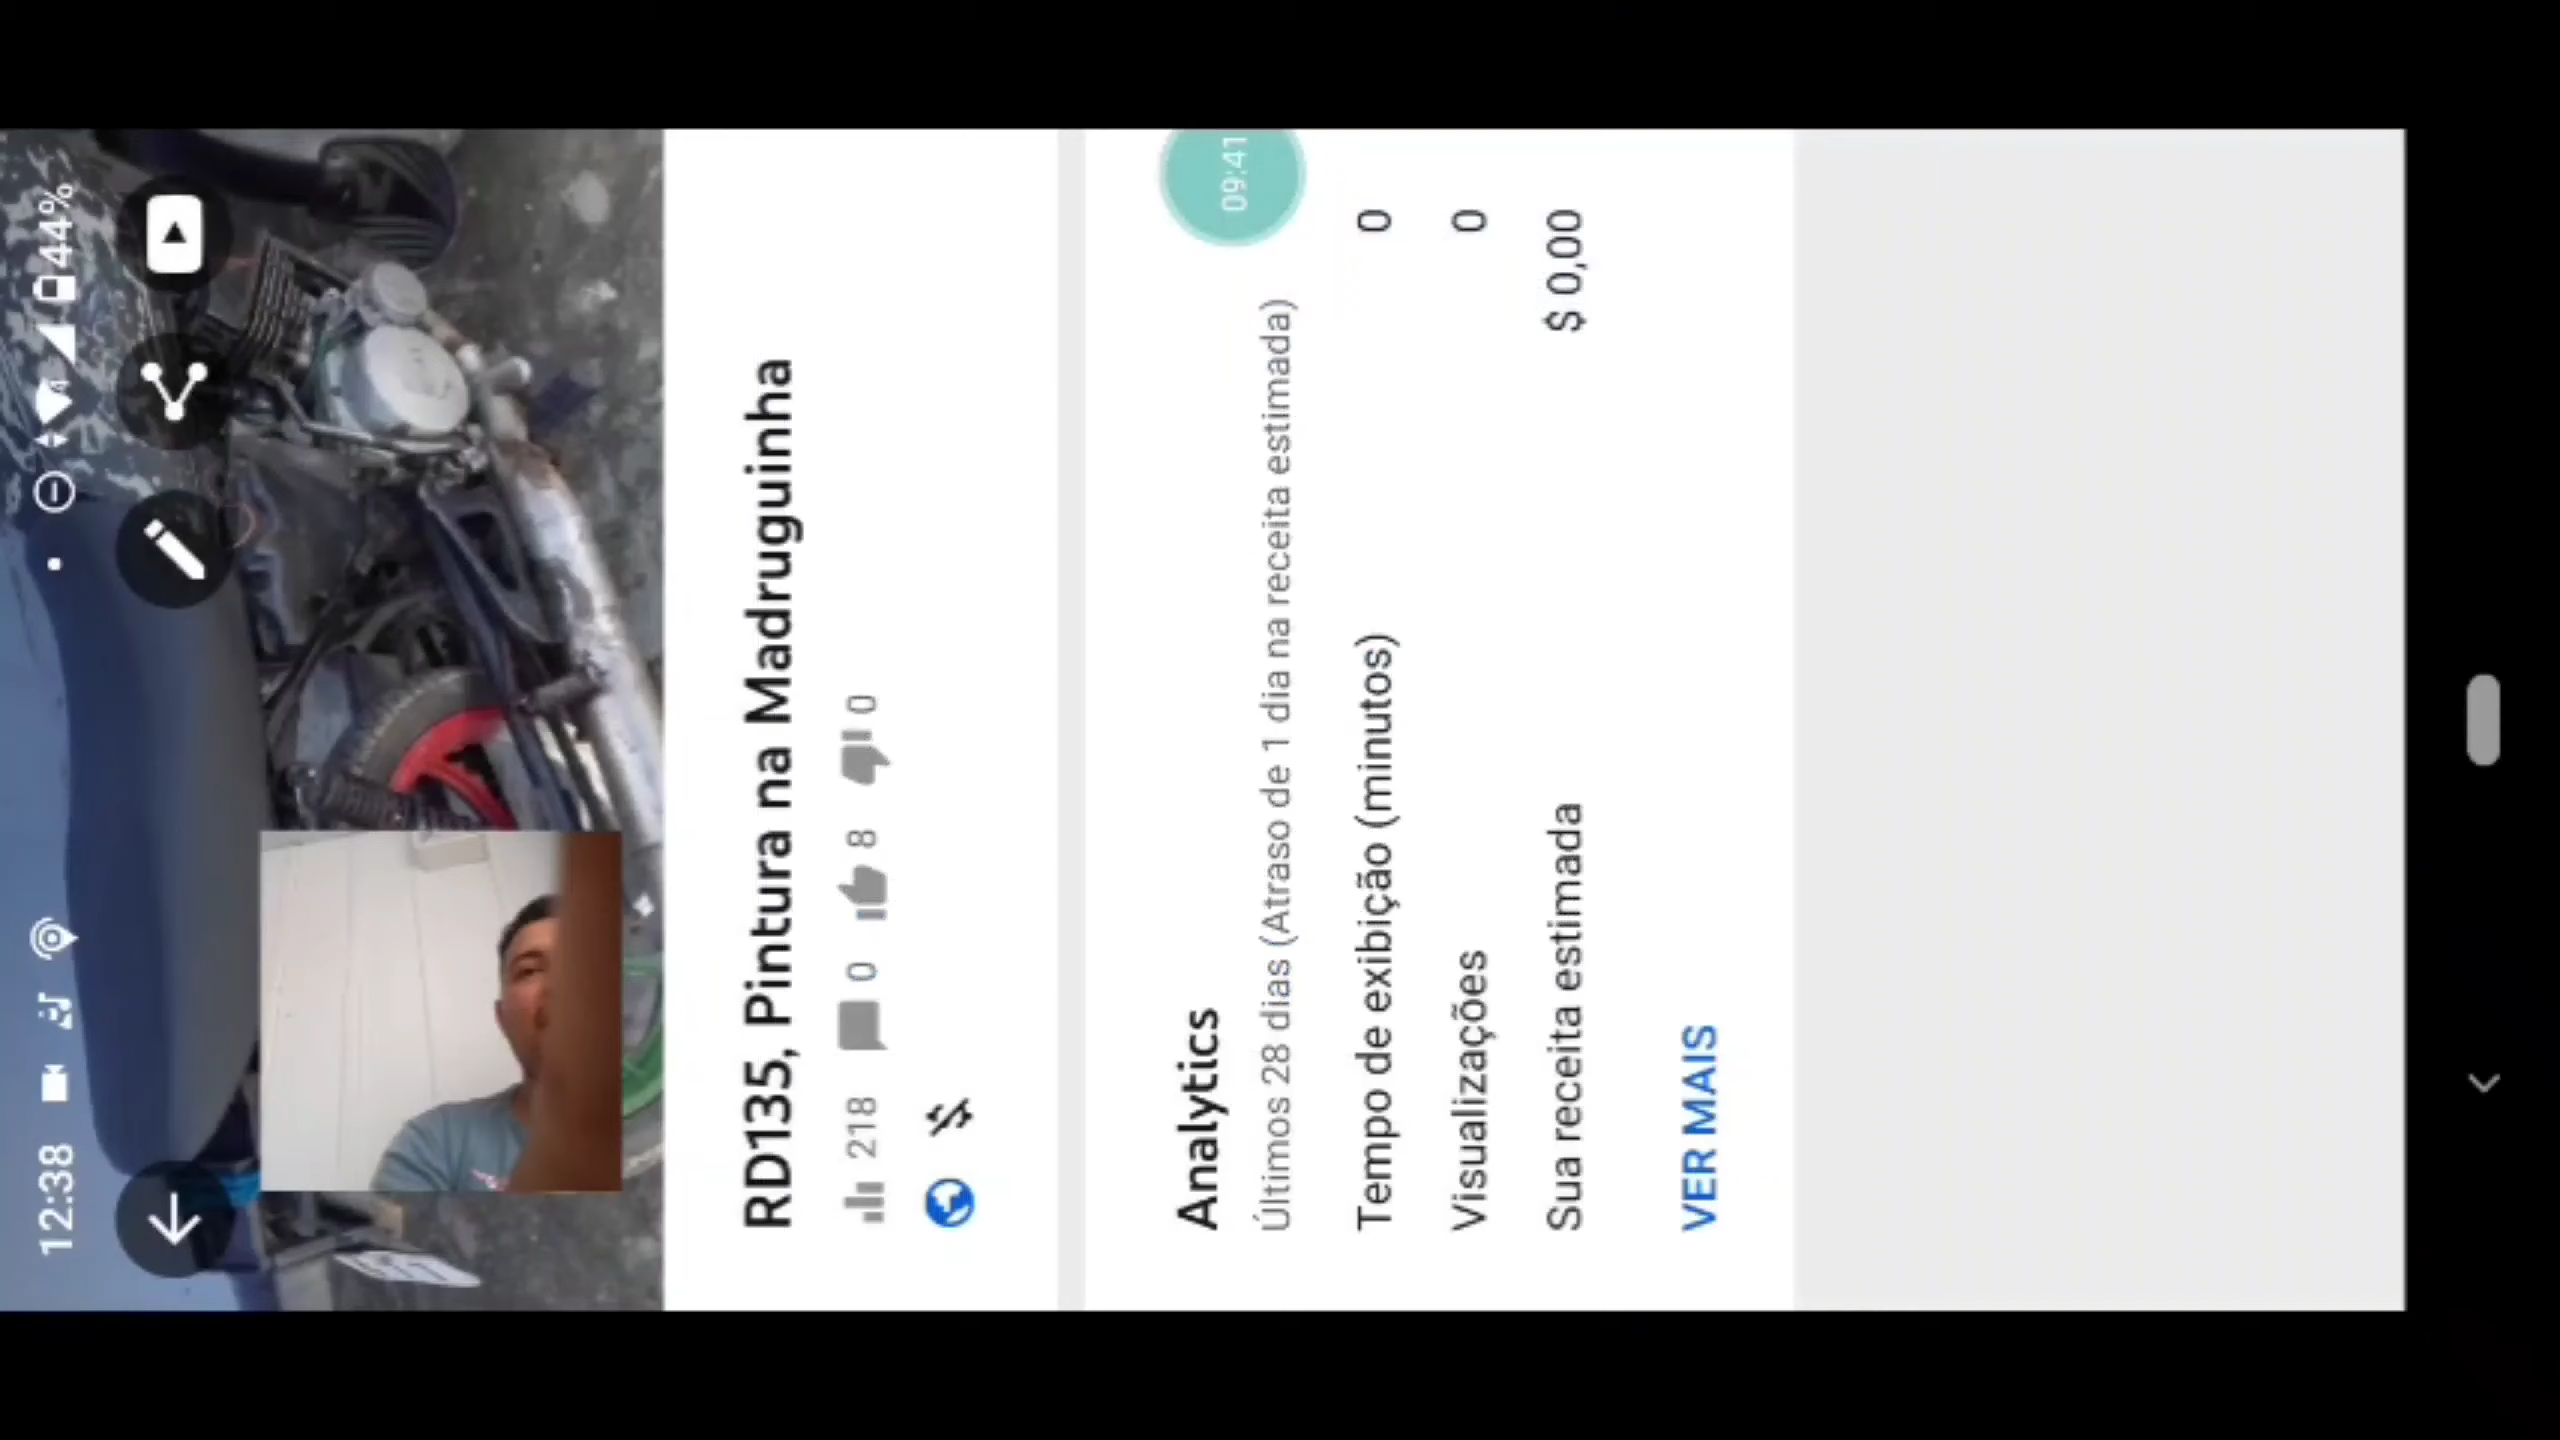 12:38
44%
RD135, Pintura na Madruguinha
218 0 8 0
Analytics
09:41
Últimos 28 dias (Atraso de 1 dia na receita estimada)
Tempo de exibição (minutos) 0
Visualizações 0
Sua receita estimada $ 0,00
VER MAIS